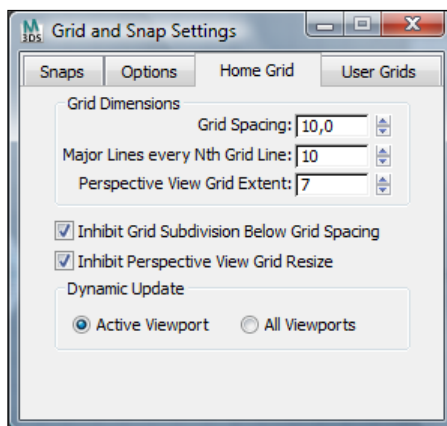 M
3DS
Grid and Snap Settings
Snaps Options Home Grid User Grids
Grid Dimensions
Grid Spacing: 10,0
Major Lines every Nth Grid Line: 10
Perspective View Grid Extent: 7
Inhibit Grid Subdivision Below Grid Spacing
Inhibit Perspective View Grid Resize
Dynamic Update
Active Viewport All Viewports